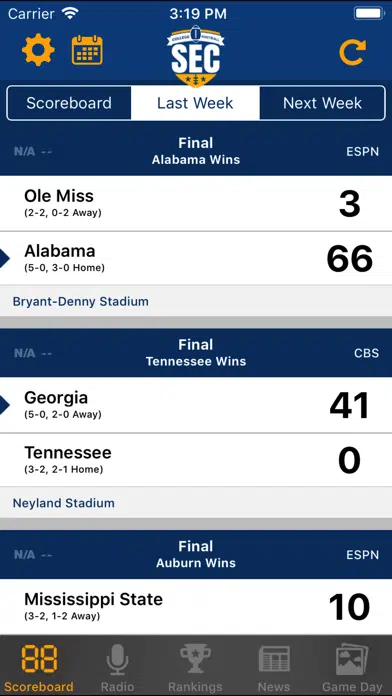 Carrier 3:19 PM
COLLEGE FOOTBALL
SEC
Scoreboard Last Week Next Week
N/A -- Final ESPN
Alabama Wins
Ole Miss 3
(2-2, 0-2 Away)
Alabama 66
(5-0, 3-0 Home)
Bryant-Denny Stadium
N/A -- Final CBS
Tennessee Wins
Georgia 41
(5-0, 2-0 Away)
Tennessee 0
(3-2, 2-1 Home)
Neyland Stadium
N/A -- Final ESPN
Auburn Wins
Mississippi State 10
(3-2, 1-2 Away)
88
Scoreboard Radio Rankings News Game Day